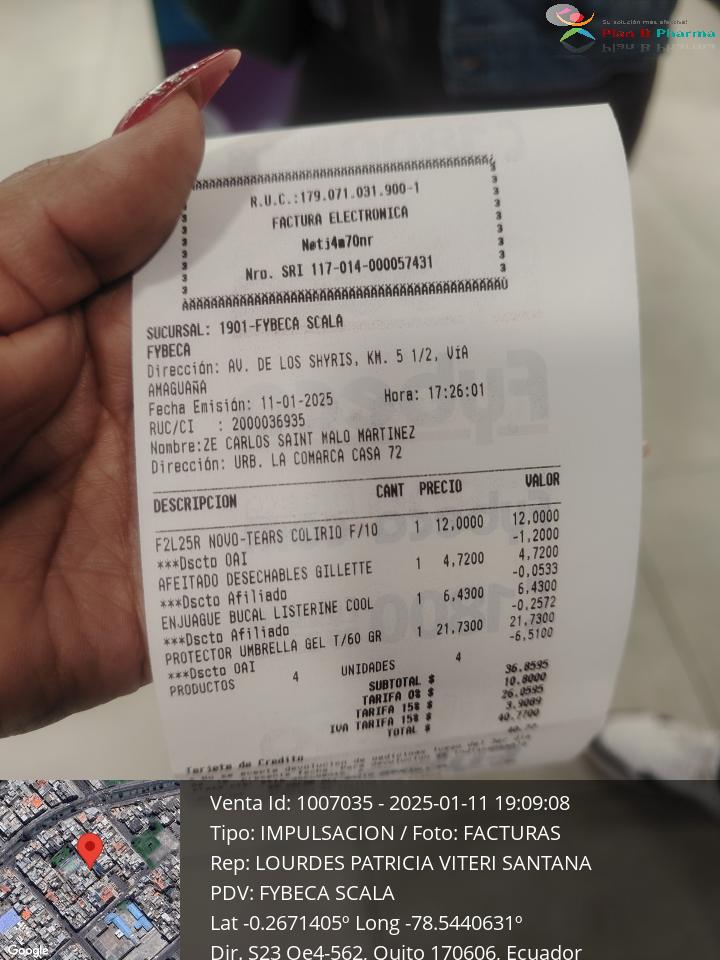 Su solución más efectiva!
Plan B Pharma
R.U.C.:179.071.031.900-1
FACTURA ELECTRONICA
Nøtj4m70nr
Nro. SRI 117-014-000057431
SUCURSAL: 1901-FYBECA SCALA
FYBECA
Dirección: AV. DE LOS SHYRIS, KM. 5 1/2, VíA
AMAGUAñA
Fecha Emisión: 11-01-2025 Hora: 17:26:01
RUC/CI : 2000036935
Nombre:ZE CARLOS SAINT MALO MARTINEZ
Dirección: URB. LA COMARCA CASA 72
DESCRIPCION CANT PRECIO VALOR
F2L25R NOVO-TEARS COLIRIO F/10 1 12,0000 12,0000
***Dscto OAI -1,2000
AFEITADO DESECHABLES GILLETTE 1 4,7200 4,7200
***Dscto Afiliado -0,0533
ENJUAGUE BUCAL LISTERINE COOL 1 6,4300 6,4300
***Dscto Afiliado -0,2572
PROTECTOR UMBRELLA GEL T/60 GR 1 21,7300 21,7300
***Dscto OAI -6,5100
PRODUCTOS 4 UNIDADES 4
SUBTOTAL $ 36.8595
TARIFA 0% $ 10.8000
TARIFA 15% $ 26.0595
IVA TARIFA 15% $ 3.9089
TOTAL $ 40.7700
Tarjeta de Credito
Venta Id: 1007035 - 2025-01-11 19:09:08
Tipo: IMPULSACION / Foto: FACTURAS
Rep: LOURDES PATRICIA VITERI SANTANA
PDV: FYBECA SCALA
Lat -0.2671405º Long -78.5440631º
Dir. S23 Oe4-562, Quito 170606, Ecuador
Google